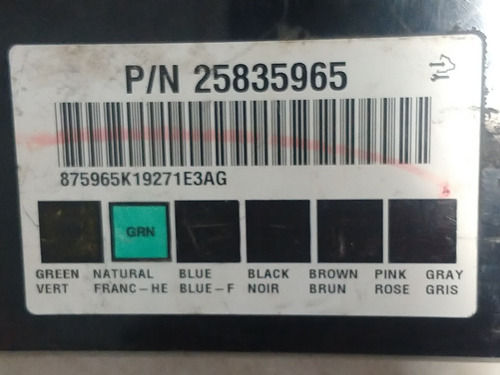 P/N 25835965
875965K19271E3AG
GRN
GREEN NATURAL BLUE BLACK BROWN PINK GRAY
VERT FRANC-HE BLUE-F NOIR BRUN ROSE GRIS